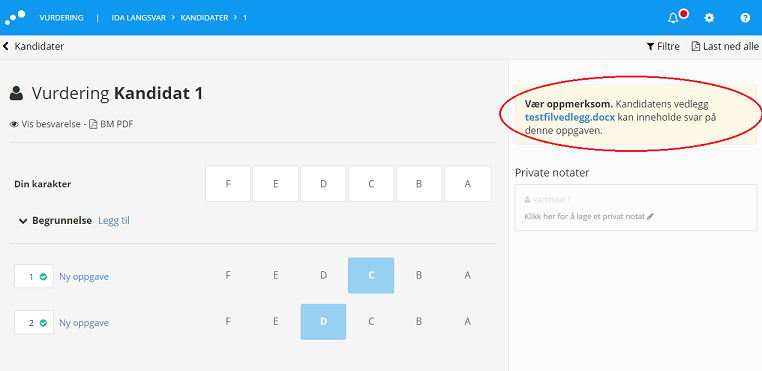 VURDERING | IDA LANGSVAR > KANDIDATER > 1
Kandidater
Filtre
Last ned alle
Vurdering Kandidat 1
Vis besvarelse - BM PDF
Din karakter F E D C B A
Begrunnelse Legg til
1 Ny oppgave F E D C B A
2 Ny oppgave F E D C B A
Vær oppmerksom. Kandidatens vedlegg
testfilvedlegg.docx kan inneholde svar på
denne oppgaven.
Private notater
kandidat 1
Klikk her for å lage et privat notat